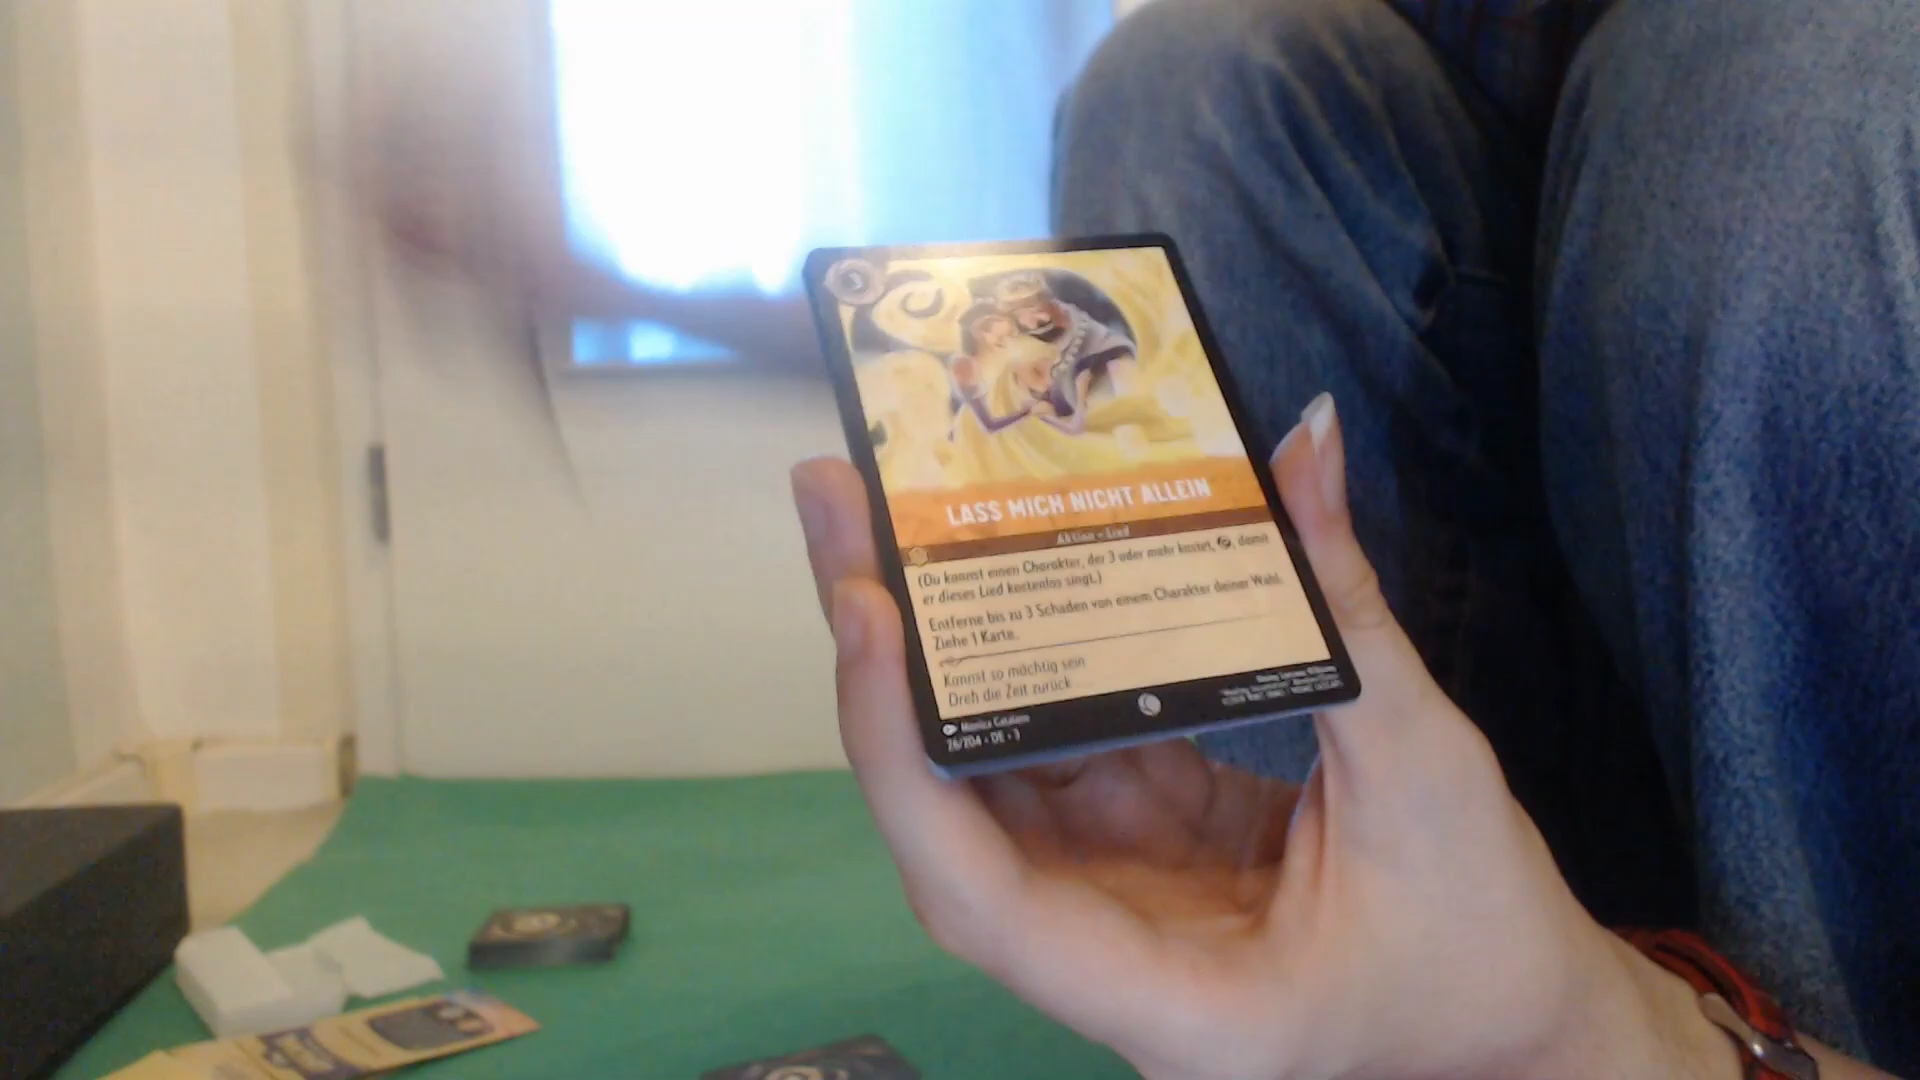 3
LASS MICH NICHT ALLEIN
Aktion • Lied
(Du kannst einen Charakter, der 3 oder mehr kostet, , damit
er dieses Lied kostenlos singt.)
Entferne bis zu 3 Schaden von einem Charakter deiner Wahl.
Ziehe 1 Karte.
Kannst so mächtig sein
Dreh die Zeit zurück ...
Monica Catalano
26/204 • DE • 3